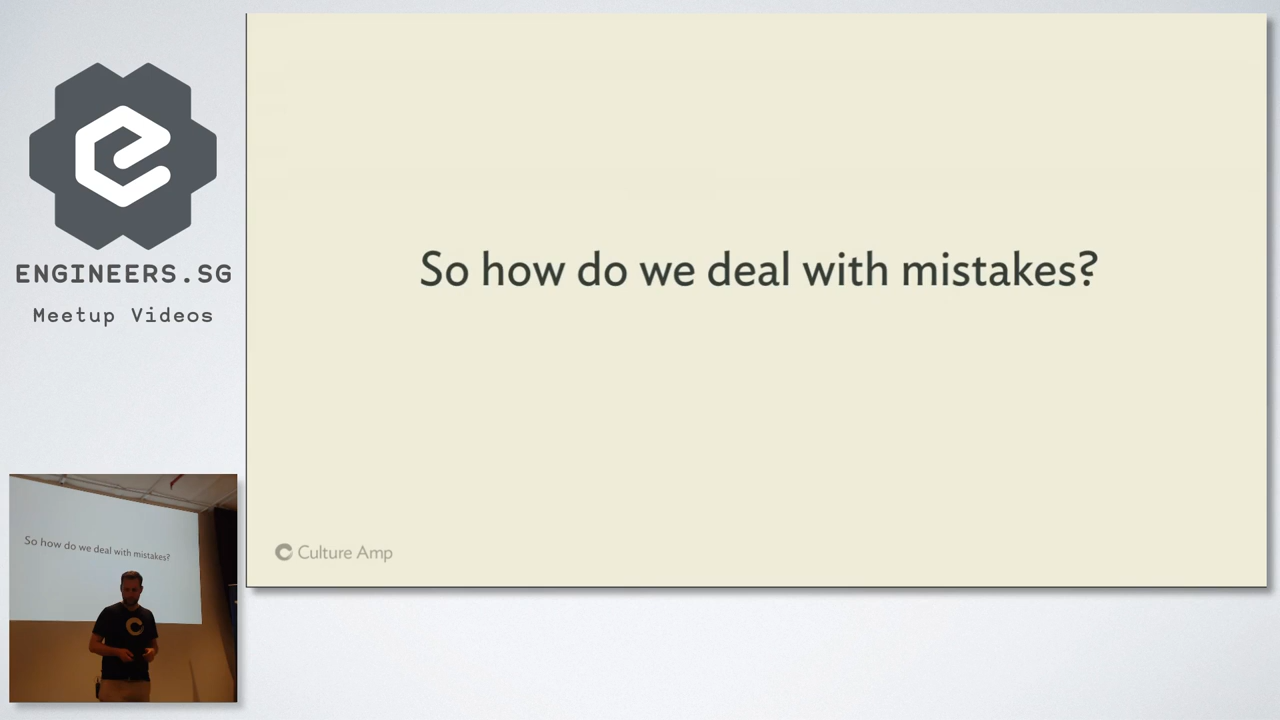 ENGINEERS.SG
Meetup Videos
So how do we deal with mistakes?
Culture Amp
So how do we deal with mistakes?